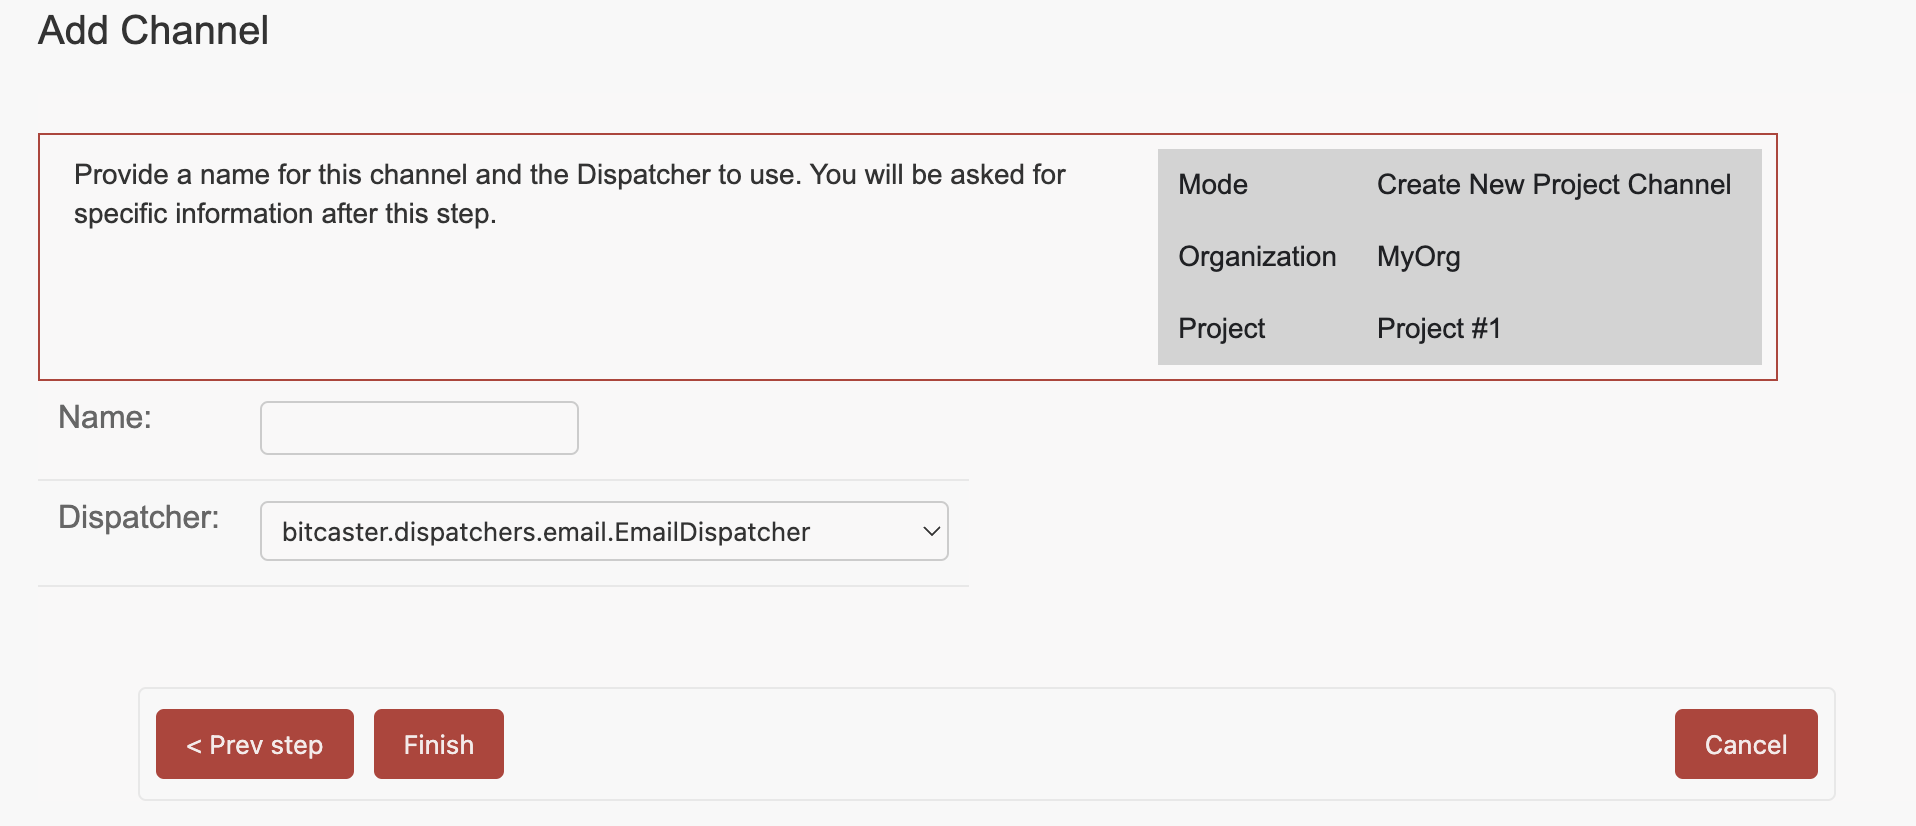 Add Channel
Provide a name for this channel and the Dispatcher to use. You will be asked for
specific information after this step.
Mode Create New Project Channel
Organization MyOrg
Project Project #1
Name:
Dispatcher: bitcaster.dispatchers.email.EmailDispatcher
< Prev step Finish Cancel